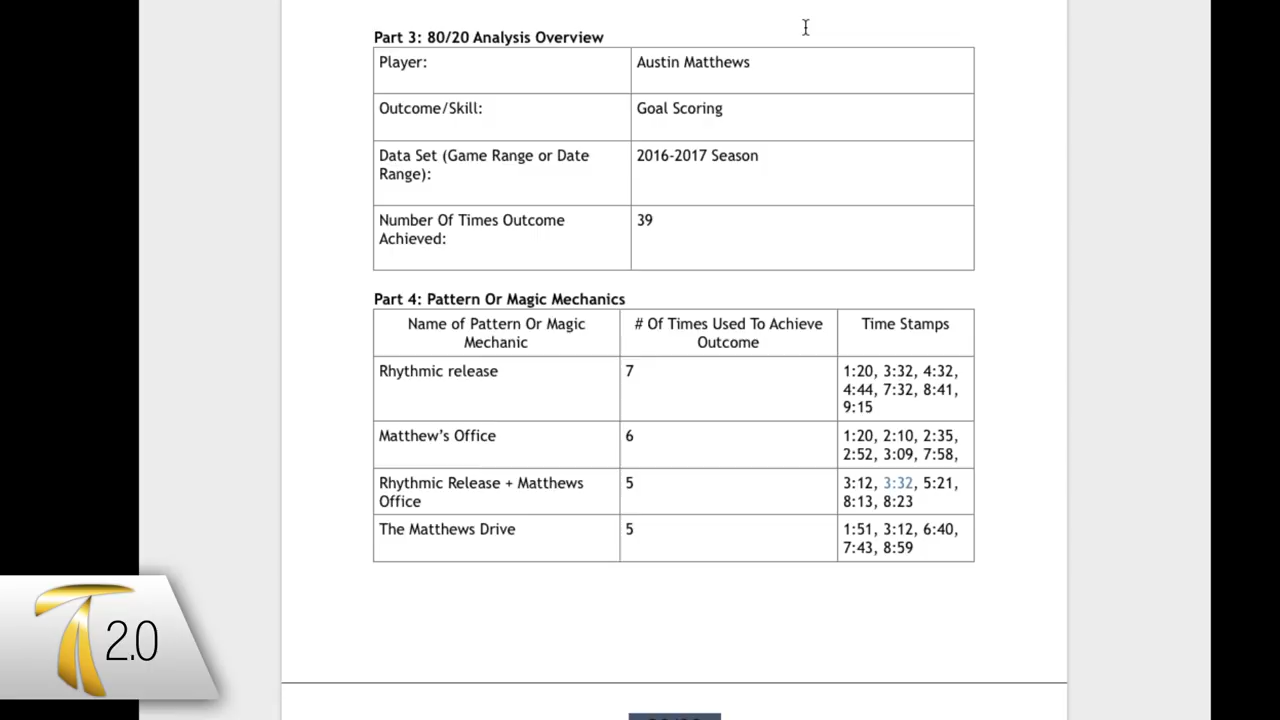 Part 3: 80/20 Analysis Overview
Player:
Austin Matthews
Outcome/Skill:
Goal Scoring
Data Set (Game Range or Date
Range):
2016-2017 Season
Number Of Times Outcome
Achieved:
39
Part 4: Pattern Or Magic Mechanics
Name of Pattern Or Magic
Mechanic
# Of Times Used To Achieve
Outcome
Time Stamps
Rhythmic release
7
1:20, 3:32, 4:32,
4:44, 7:32, 8:41,
9:15
Matthew’s Office
6
1:20, 2:10, 2:35,
2:52, 3:09, 7:58,
Rhythmic Release + Matthews
Office
5
3:12, 3:32, 5:21,
8:13, 8:23
The Matthews Drive
5
1:51, 3:12, 6:40,
7:43, 8:59
T 2.0